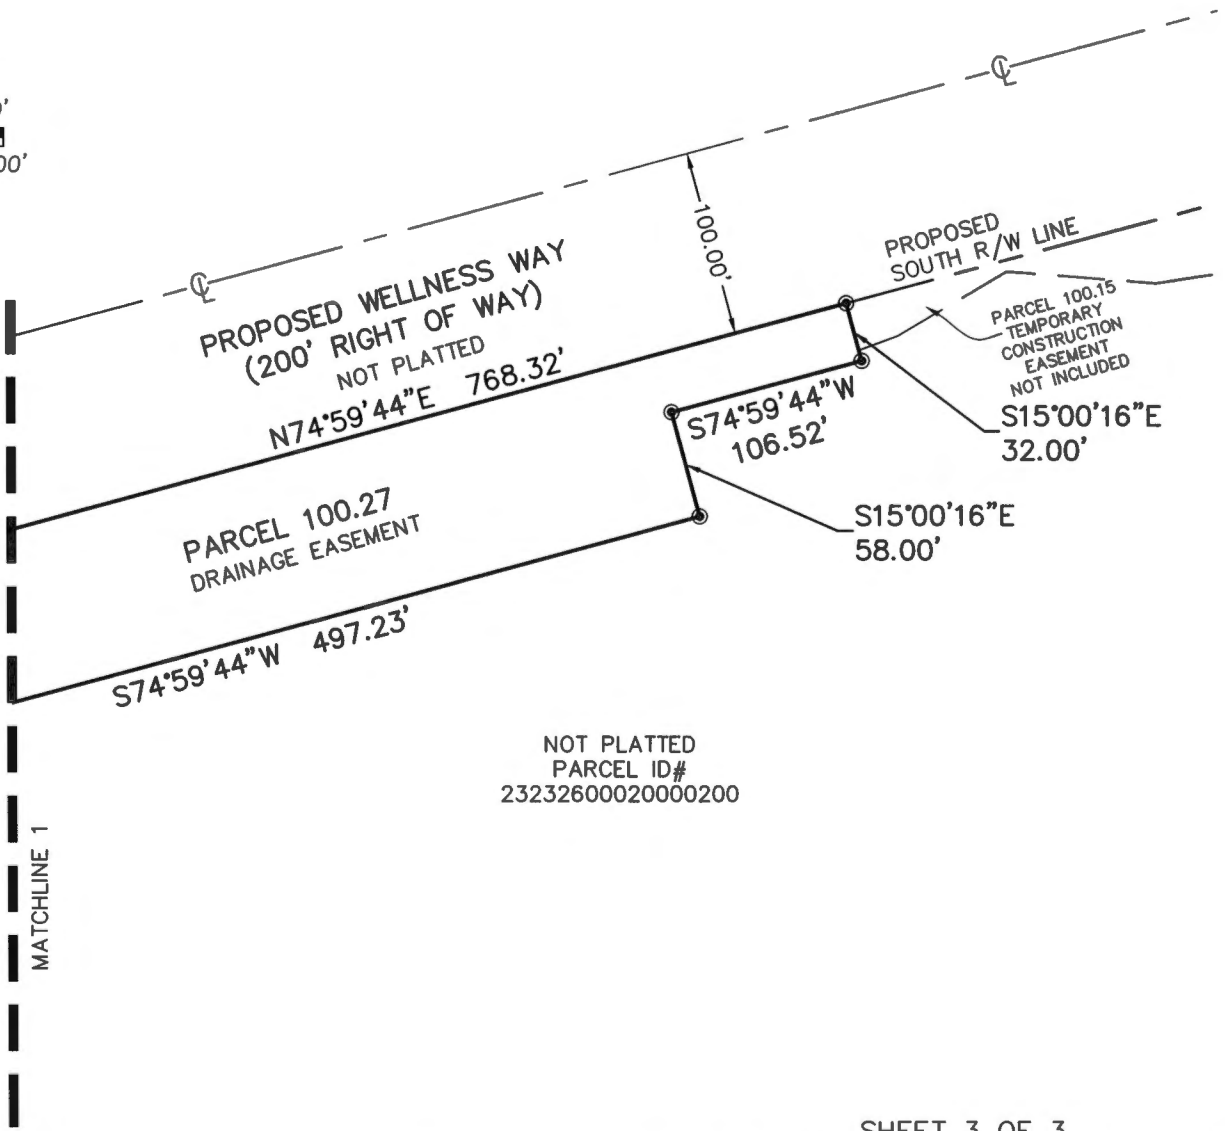 00'
℄
℄
100.00'
PROPOSED
SOUTH R/W LINE
PROPOSED WELLNESS WAY
(200' RIGHT OF WAY)
NOT PLATTED
N74°59'44"E 768.32'
PARCEL 100.15
TEMPORARY
CONSTRUCTION
EASEMENT
NOT INCLUDED
S74°59'44"W
106.52'
S15°00'16"E
32.00'
PARCEL 100.27
DRAINAGE EASEMENT
S15°00'16"E
58.00'
S74°59'44"W 497.23'
NOT PLATTED
PARCEL ID#
23232600020000200
MATCHLINE 1
SHEET 3 OF 3